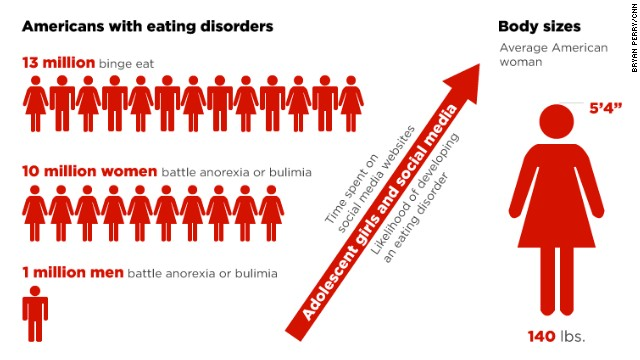 Americans with eating disorders
13 million binge eat
10 million women battle anorexia or bulimia
1 million men battle anorexia or bulimia
Time spent on
social media websites
Adolescent girls and social media
Likelihood of developing
an eating disorder
Body sizes
Average American
woman
5’4”
140 lbs.
BRYAN PERRY/CNN